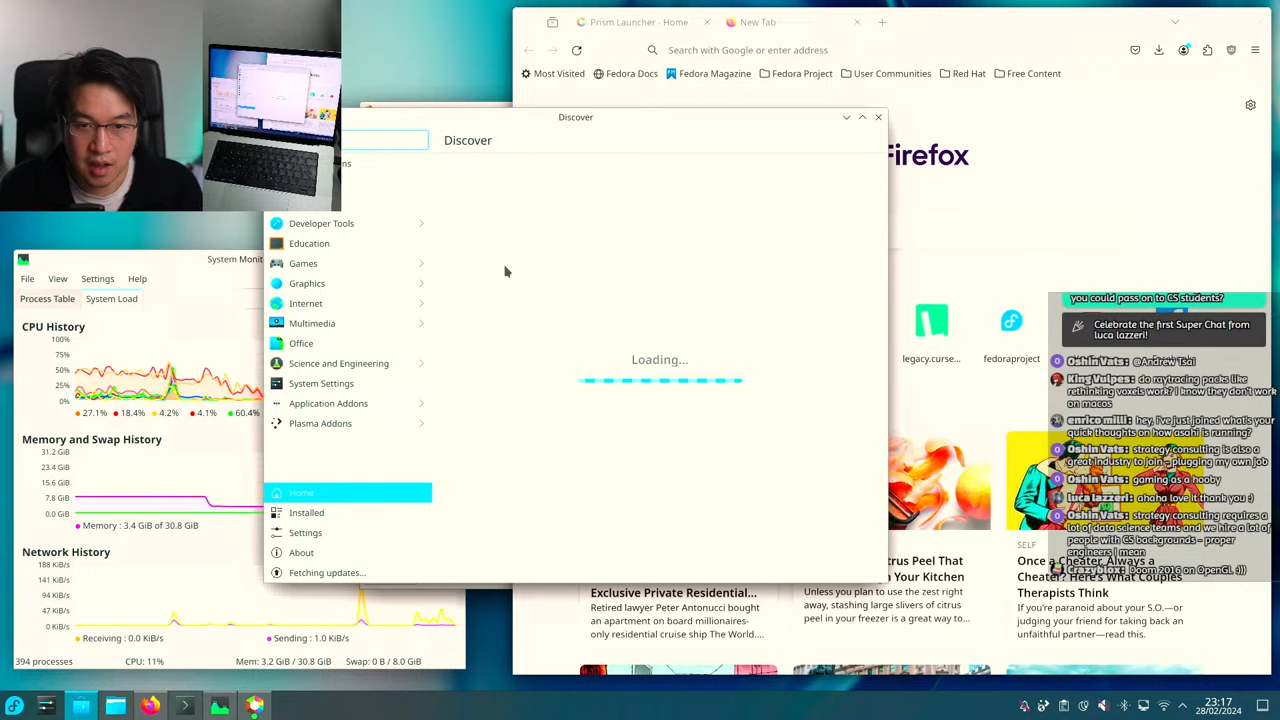 Prism Launcher - Home
New Tab
Search with Google or enter address
Most Visited
Fedora Docs
Fedora Magazine
Fedora Project
User Communities
Red Hat
Free Content
Discover
Discover
ns
Developer Tools
Education
Games
Graphics
Internet
Multimedia
Office
Science and Engineering
System Settings
Application Addons
Plasma Addons
Home
Installed
Settings
About
Fetching updates...
Loading...
Firefox
legacy.curse...
fedoraproject
System Monit
File View Settings Help
Process Table System Load
CPU History
100%
75%
50%
25%
0%
27.1% 18.4% 4.2% 4.1% 60.4%
Memory and Swap History
31.2 GiB
23.4 GiB
15.6 GiB
7.8 GiB
0.0 GiB
Memory : 3.4 GiB of 30.8 GiB
Network History
188 KiB/s
141 KiB/s
94 KiB/s
47 KiB/s
0 KiB/s
Receiving : 0.0 KiB/s
Sending : 1.0 KiB/s
394 processes CPU: 11% Mem: 3.2 GiB / 30.8 GiB Swap: 0 B / 8.0 GiB
Exclusive Private Residential...
Retired lawyer Peter Antonucci bought
an apartment on board millionaires-
only residential cruise ship The World....
Citrus Peel That
n Your Kitchen
Unless you plan to use the zest right
away, stashing large slivers of citrus
peel in your freezer is a great way to...
SELF
Once a Cheater, Always a
Cheater? Here's What Couples
Therapists Think
If you're paranoid about your S.O.—or
judging your friend for taking back an
unfaithful partner—read this.
you could pass on to CS students?
Celebrate the first Super Chat from
luca lazzeri!
Oshin Vats: @Andrew Tsai
KingVulpes: do raytracing packs like
rethinking voxels work? I know they don't work
on macos
enrico milli: hey, i've just joined what's your
quick thoughts on how asahi is running?
Oshin Vats: strategy consulting is also a
great industry to join - plugging my own job
gaming as a hobby
luca lazzeri: ahaha love it thank you :)
Oshin Vats: strategy consulting requires a
lot of data science teams and we hire a lot of
people with CS backgrounds - proper
engineers I mean
Crazyblox: Doom 2016 on OpenGL :)))
23:17
28/02/2024